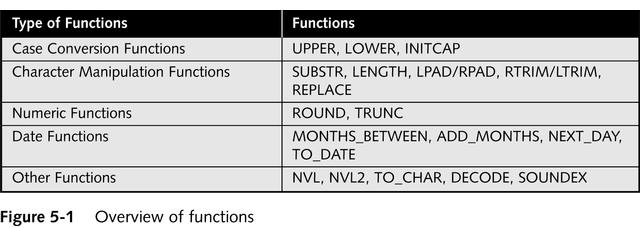 Type of Functions Functions
Case Conversion Functions UPPER, LOWER, INITCAP
Character Manipulation Functions SUBSTR, LENGTH, LPAD/RPAD, RTRIM/LTRIM,
REPLACE
Numeric Functions ROUND, TRUNC
Date Functions MONTHS_BETWEEN, ADD_MONTHS, NEXT_DAY,
TO_DATE
Other Functions NVL, NVL2, TO_CHAR, DECODE, SOUNDEX
Figure 5-1 Overview of functions